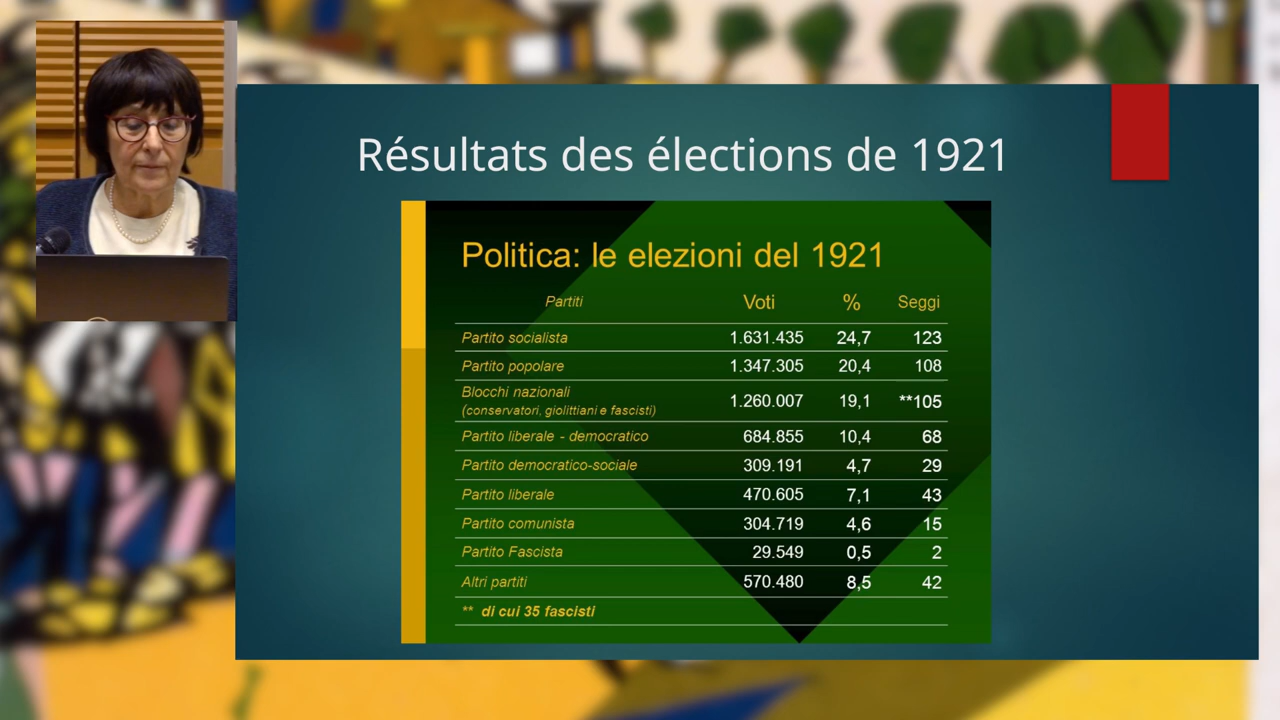 Résultats des élections de 1921
Politica: le elezioni del 1921
Partiti Voti % Seggi
Partito socialista 1.631.435 24,7 123
Partito popolare 1.347.305 20,4 108
Blocchi nazionali
(conservatori, giolittiani e fascisti) 1.260.007 19,1 **105
Partito liberale - democratico 684.855 10,4 68
Partito democratico-sociale 309.191 4,7 29
Partito liberale 470.605 7,1 43
Partito comunista 304.719 4,6 15
Partito Fascista 29.549 0,5 2
Altri partiti 570.480 8,5 42
** di cui 35 fascisti